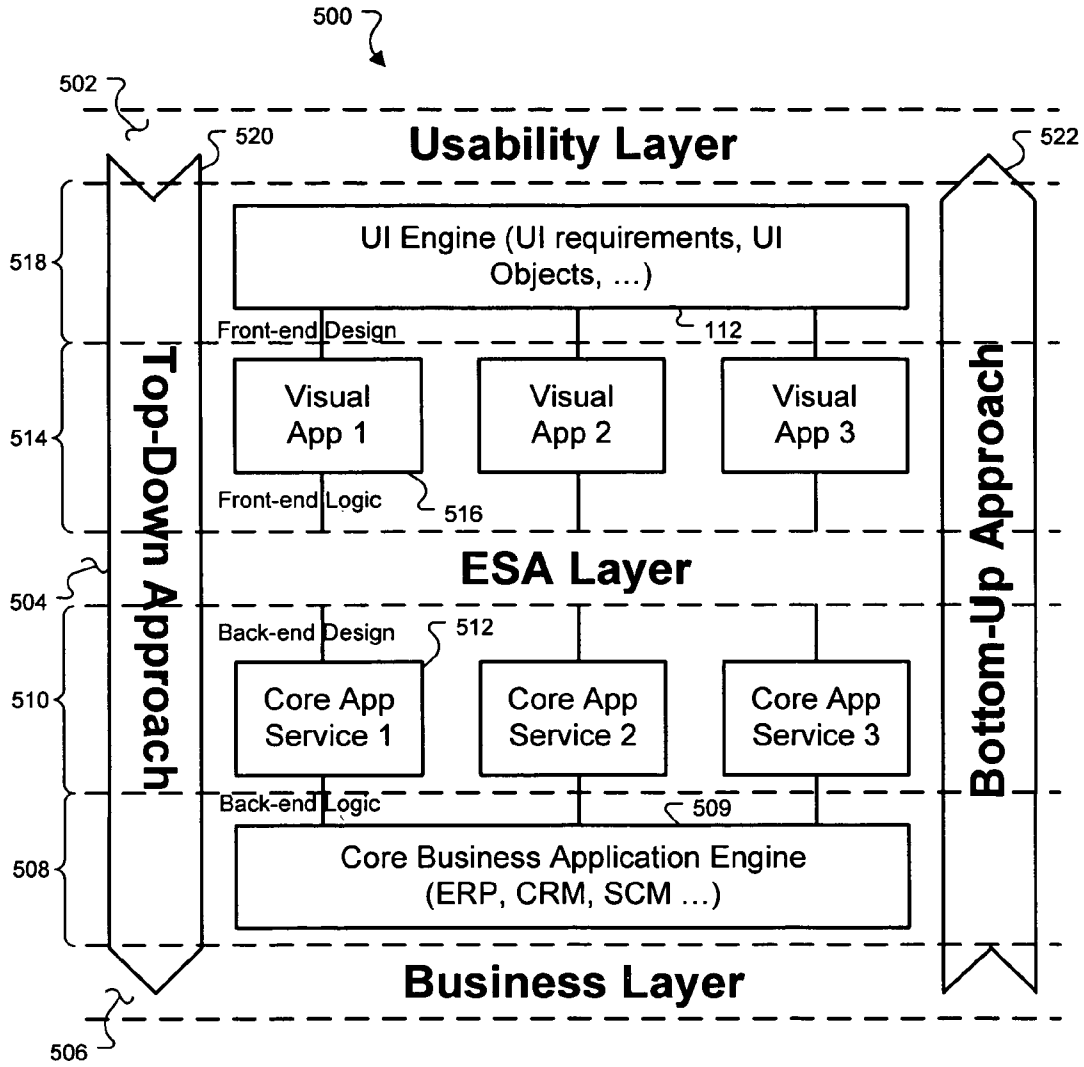 500
502
Usability Layer
520
522
UI Engine (UI requirements, UI
Objects, ...)
518
Front-end Design
112
Top-Down Approach
Bottom-Up Approach
Visual
App 1
Visual
App 2
Visual
App 3
514
Front-end Logic
516
ESA Layer
504
Back-end Design
512
Core App
Service 1
Core App
Service 2
Core App
Service 3
510
Back-end Logic
509
Core Business Application Engine
(ERP, CRM, SCM ...)
508
Business Layer
506